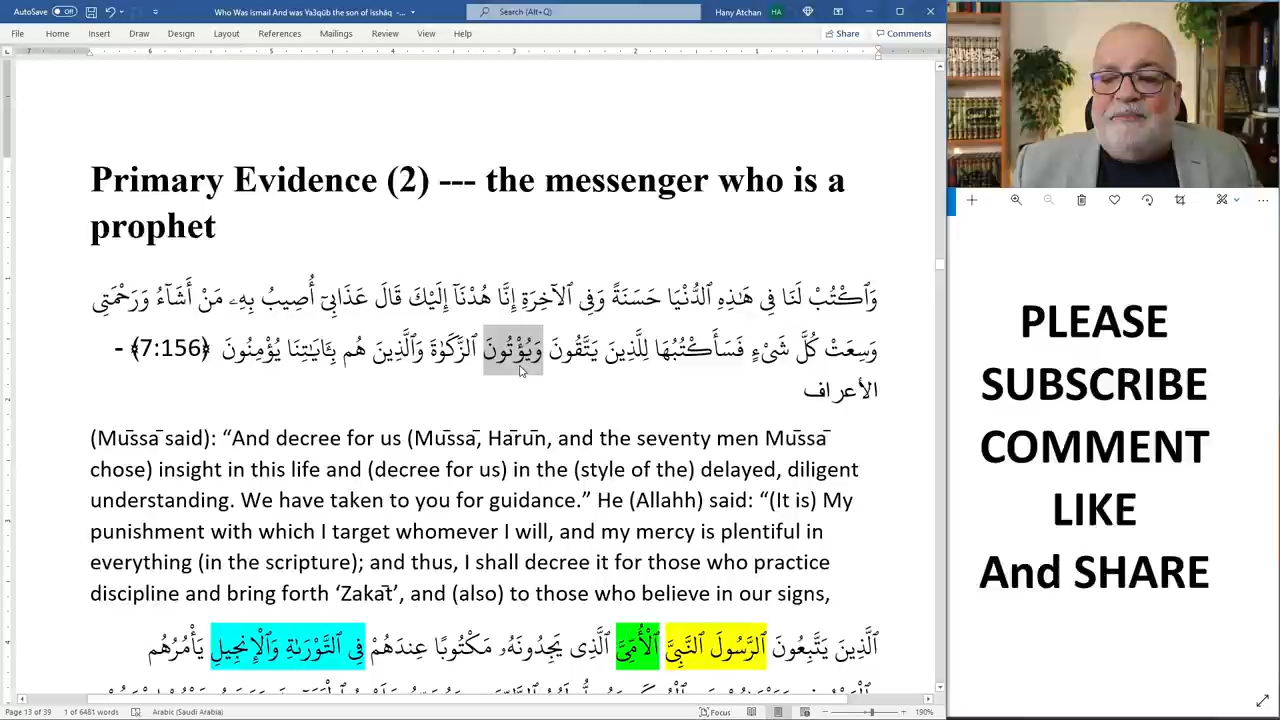 AutoSave Off
Who Was ismail And was Ya3qūb the son of isshāq -...
Search (Alt+Q)
Hany Atchan HA
File Home Insert Draw Design Layout References Mailings Review View Help
Share Comments
Primary Evidence (2) --- the messenger who is a
prophet
وَٱكْتُبْ لَنَا فِى هَـٰذِهِ ٱلدُّنْيَا حَسَنَةً وَفِى ٱلْـَٔاخِرَةِ إِنَّا هُدْنَآ إِلَيْكَ قَالَ عَذَابِىٓ أُصِيبُ بِهِۦ مَنْ أَشَآءُ وَرَحْمَتِى
وَسِعَتْ كُلَّ شَىْءٍ فَسَأَكْتُبُهَا لِلَّذِينَ يَتَّقُونَ وَيُؤْتُونَ ٱلزَّكَوٰةَ وَٱلَّذِينَ هُم بِـَٔايَـٰتِنَا يُؤْمِنُونَ ﴿7:156﴾ -
الأعراف
(Mūssā said): “And decree for us (Mūssā, Hārūn, and the seventy men Mūssā
chose) insight in this life and (decree for us) in the (style of the) delayed, diligent
understanding. We have taken to you for guidance.” He (Allahh) said: “(It is) My
punishment with which I target whomever I will, and my mercy is plentiful in
everything (in the scripture); and thus, I shall decree it for those who practice
discipline and bring forth ‘Zakāt’, and (also) to those who believe in our signs,
ٱلَّذِينَ يَتَّبِعُونَ ٱلرَّسُولَ ٱلنَّبِىَّ ٱلْأُمِّىَّ ٱلَّذِى يَجِدُونَهُۥ مَكْتُوبًا عِندَهُمْ فِى ٱلتَّوْرَىٰةِ وَٱلْإِنجِيلِ يَأْمُرُهُم
Page 13 of 39 1 of 6481 words Arabic (Saudi Arabia) Focus 190%
PLEASE
SUBSCRIBE
COMMENT
LIKE
And SHARE